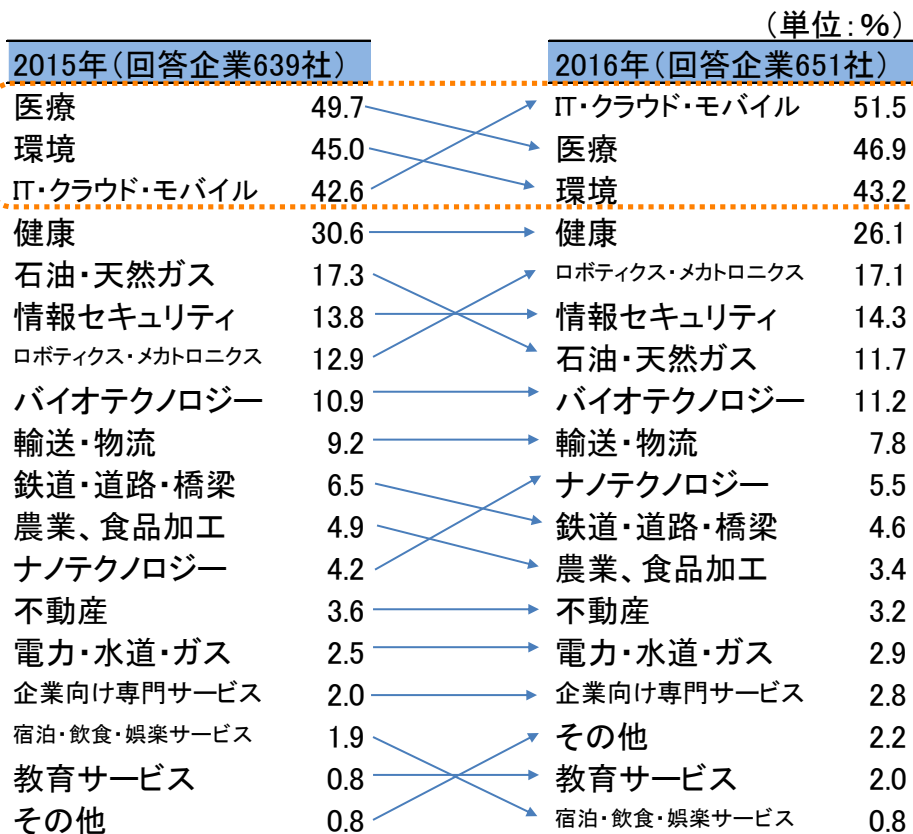 （単位：％）
2015年（回答企業639社） 2016年（回答企業651社）
医療 49.7 IT・クラウド・モバイル 51.5
環境 45.0 医療 46.9
IT・クラウド・モバイル 42.6 環境 43.2
健康 30.6 健康 26.1
石油・天然ガス 17.3 ロボティクス・メカトロニクス 17.1
情報セキュリティ 13.8 情報セキュリティ 14.3
ロボティクス・メカトロニクス 12.9 石油・天然ガス 11.7
バイオテクノロジー 10.9 バイオテクノロジー 11.2
輸送・物流 9.2 輸送・物流 7.8
鉄道・道路・橋梁 6.5 ナノテクノロジー 5.5
農業、食品加工 4.9 鉄道・道路・橋梁 4.6
ナノテクノロジー 4.2 農業、食品加工 3.4
不動産 3.6 不動産 3.2
電力・水道・ガス 2.5 電力・水道・ガス 2.9
企業向け専門サービス 2.0 企業向け専門サービス 2.8
宿泊・飲食・娯楽サービス 1.9 その他 2.2
教育サービス 0.8 教育サービス 2.0
その他 0.8 宿泊・飲食・娯楽サービス 0.8